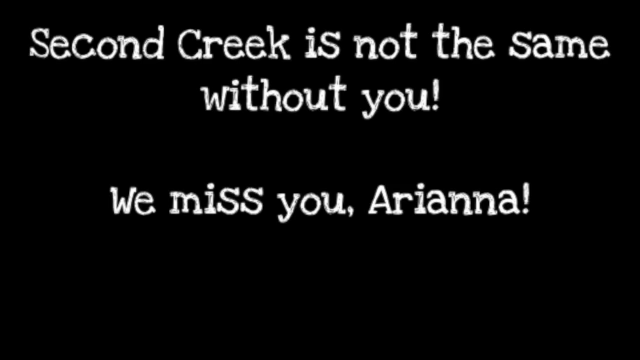 Second Creek is not the same
without you!
We miss you, Arianna!